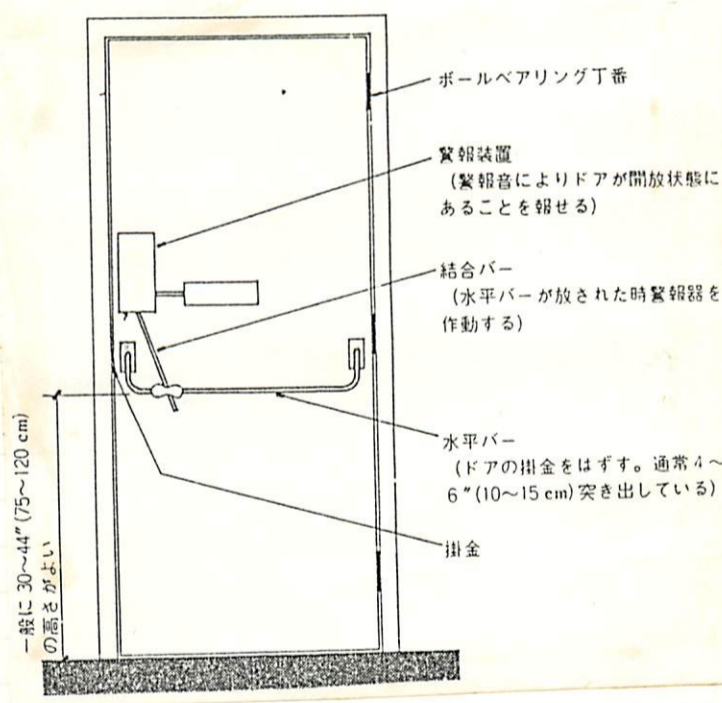 ボールベアリング丁番
警報装置
(警報音によりドアが開放状態に
あることを報せる)
結合バー
(水平バーが放された時警報器を
作動する)
水平バー
(ドアの掛金をはずす。通常4～
6"(10～15cm)突き出している)
掛金
一般に30～44"(75～120cm)
の高さがよい